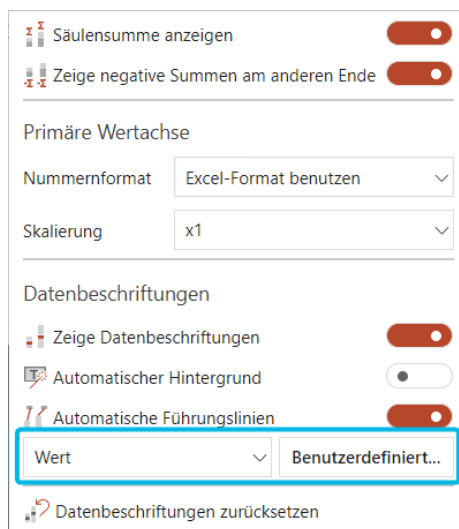 Säulensumme anzeigen
Zeige negative Summen am anderen Ende
Primäre Wertachse
Nummernformat Excel-Format benutzen
Skalierung x1
Datenbeschriftungen
Zeige Datenbeschriftungen
Automatischer Hintergrund
Automatische Führungslinien
Wert Benutzerdefiniert...
Datenbeschriftungen zurücksetzen